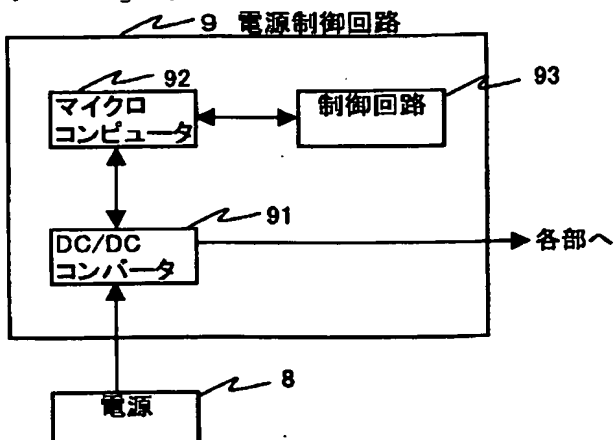 9 電源制御回路
92
93
マイクロ
コンピュータ
制御回路
91
DC/DC
コンバータ
各部へ
8
電源